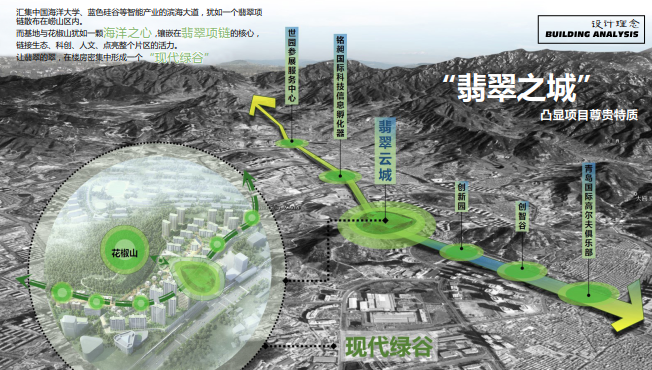 汇集中国海洋大学、蓝色硅谷等智能产业的滨海大道，犹如一个翡翠项
链散布在崂山区内。
而基地与花椒山犹如一颗海洋之心,镶嵌在翡翠项链的核心，
链接生态、科创、人文、点亮整个片区的活力。
让翡翠的翠，在楼房密集中形成一个“现代绿谷”
设计理念
BUILDING ANALYSIS
“翡翠之城”
凸显项目尊贵特质
世园参展服务中心
铭昶国际科技信息孵化器
翡翠云城
创新园
创智谷
青岛国际高尔夫俱乐部
花椒山
现代绿谷